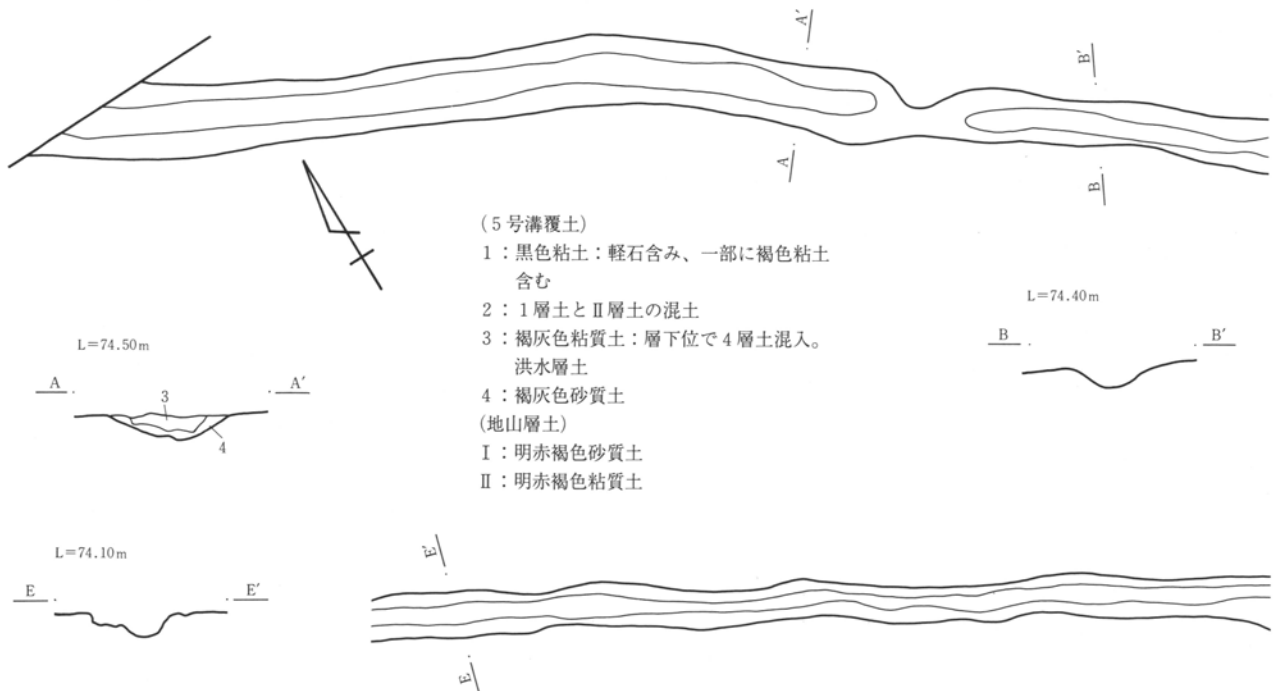 A'
B'
A
B
(5号溝覆土)
1：黒色粘土：軽石含み、一部に褐色粘土
含む
2：1層土とⅡ層土の混土
3：褐灰色粘質土：層下位で4層土混入。
洪水層土
4：褐灰色砂質土
(地山層土)
Ⅰ：明赤褐色砂質土
Ⅱ：明赤褐色粘質土
L=74.40m
B B'
L=74.50m
A A'
3
4
L=74.10m
E E'
E'
E